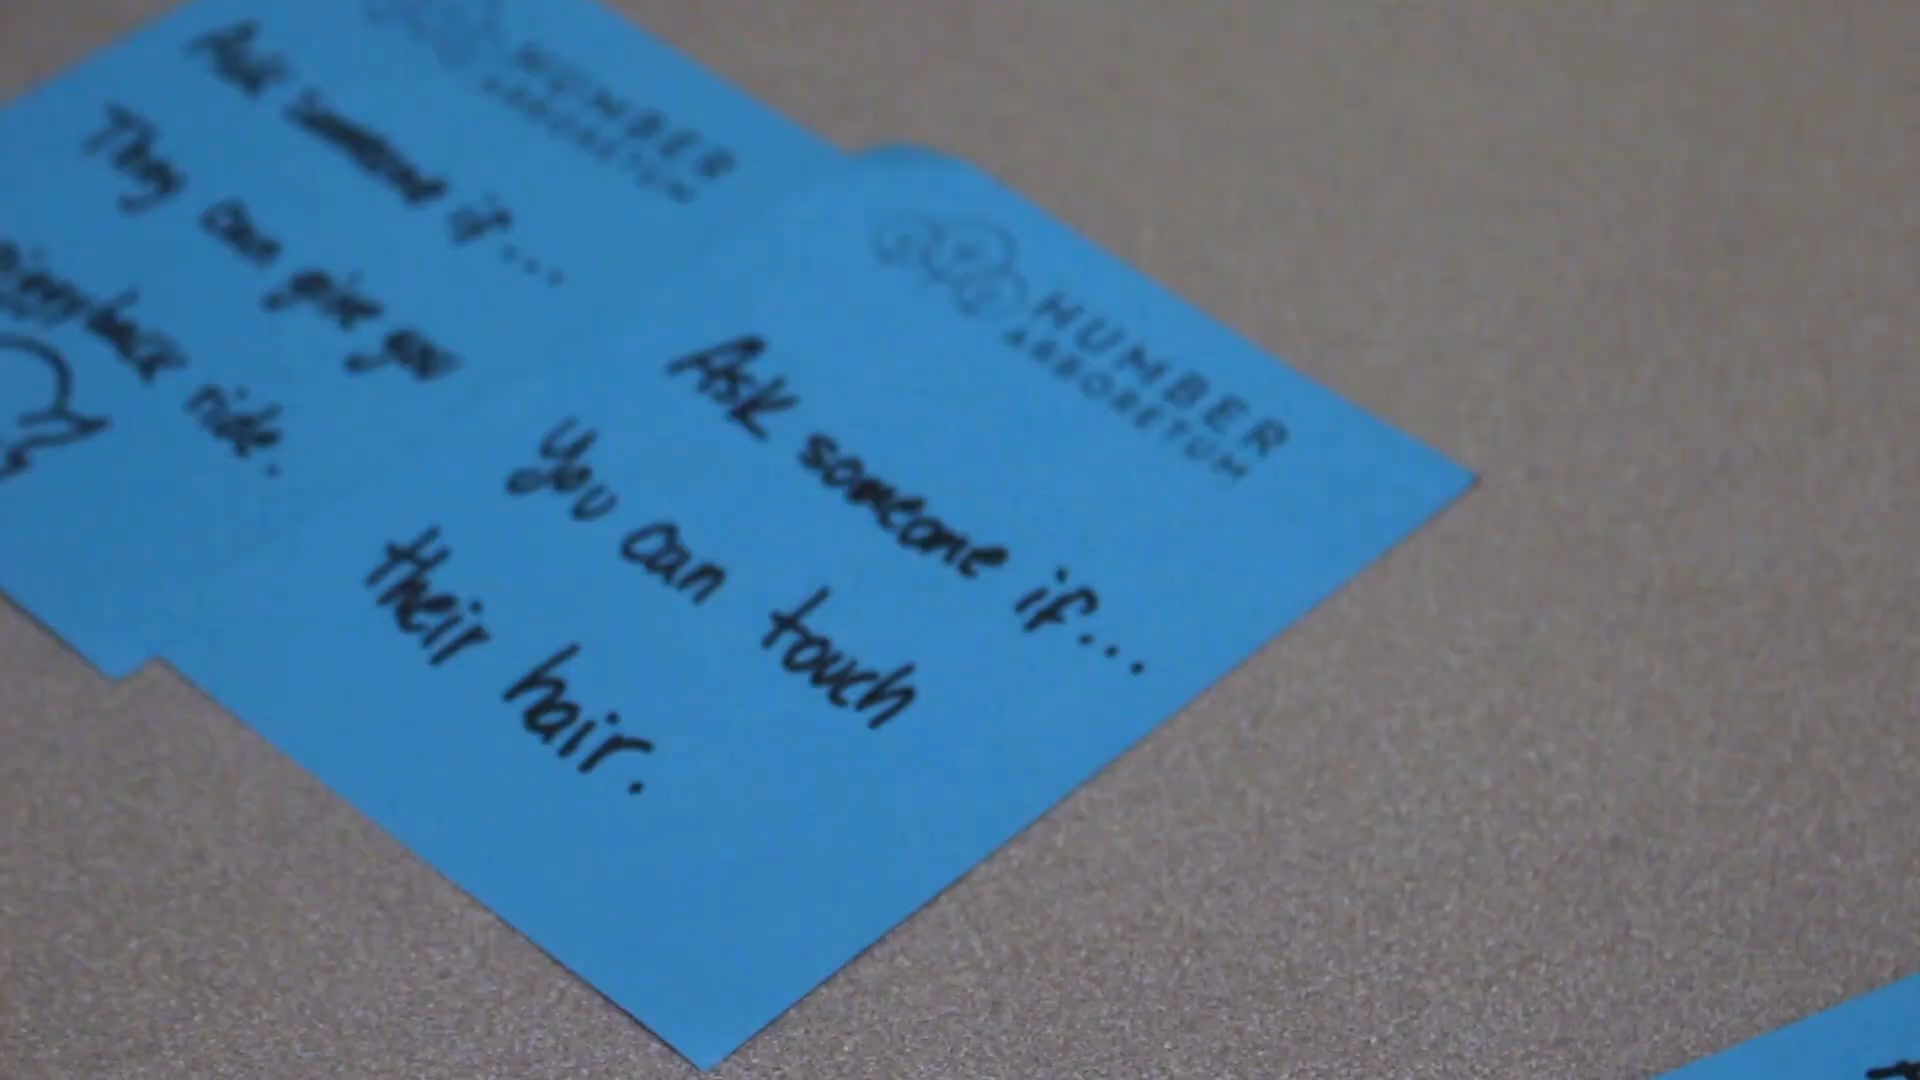 HUMBER
ARBORETUM
Ask someone if...
They can give you
piggyback ride.
HUMBER
ARBORETUM
Ask someone if...
You can touch
their hair.